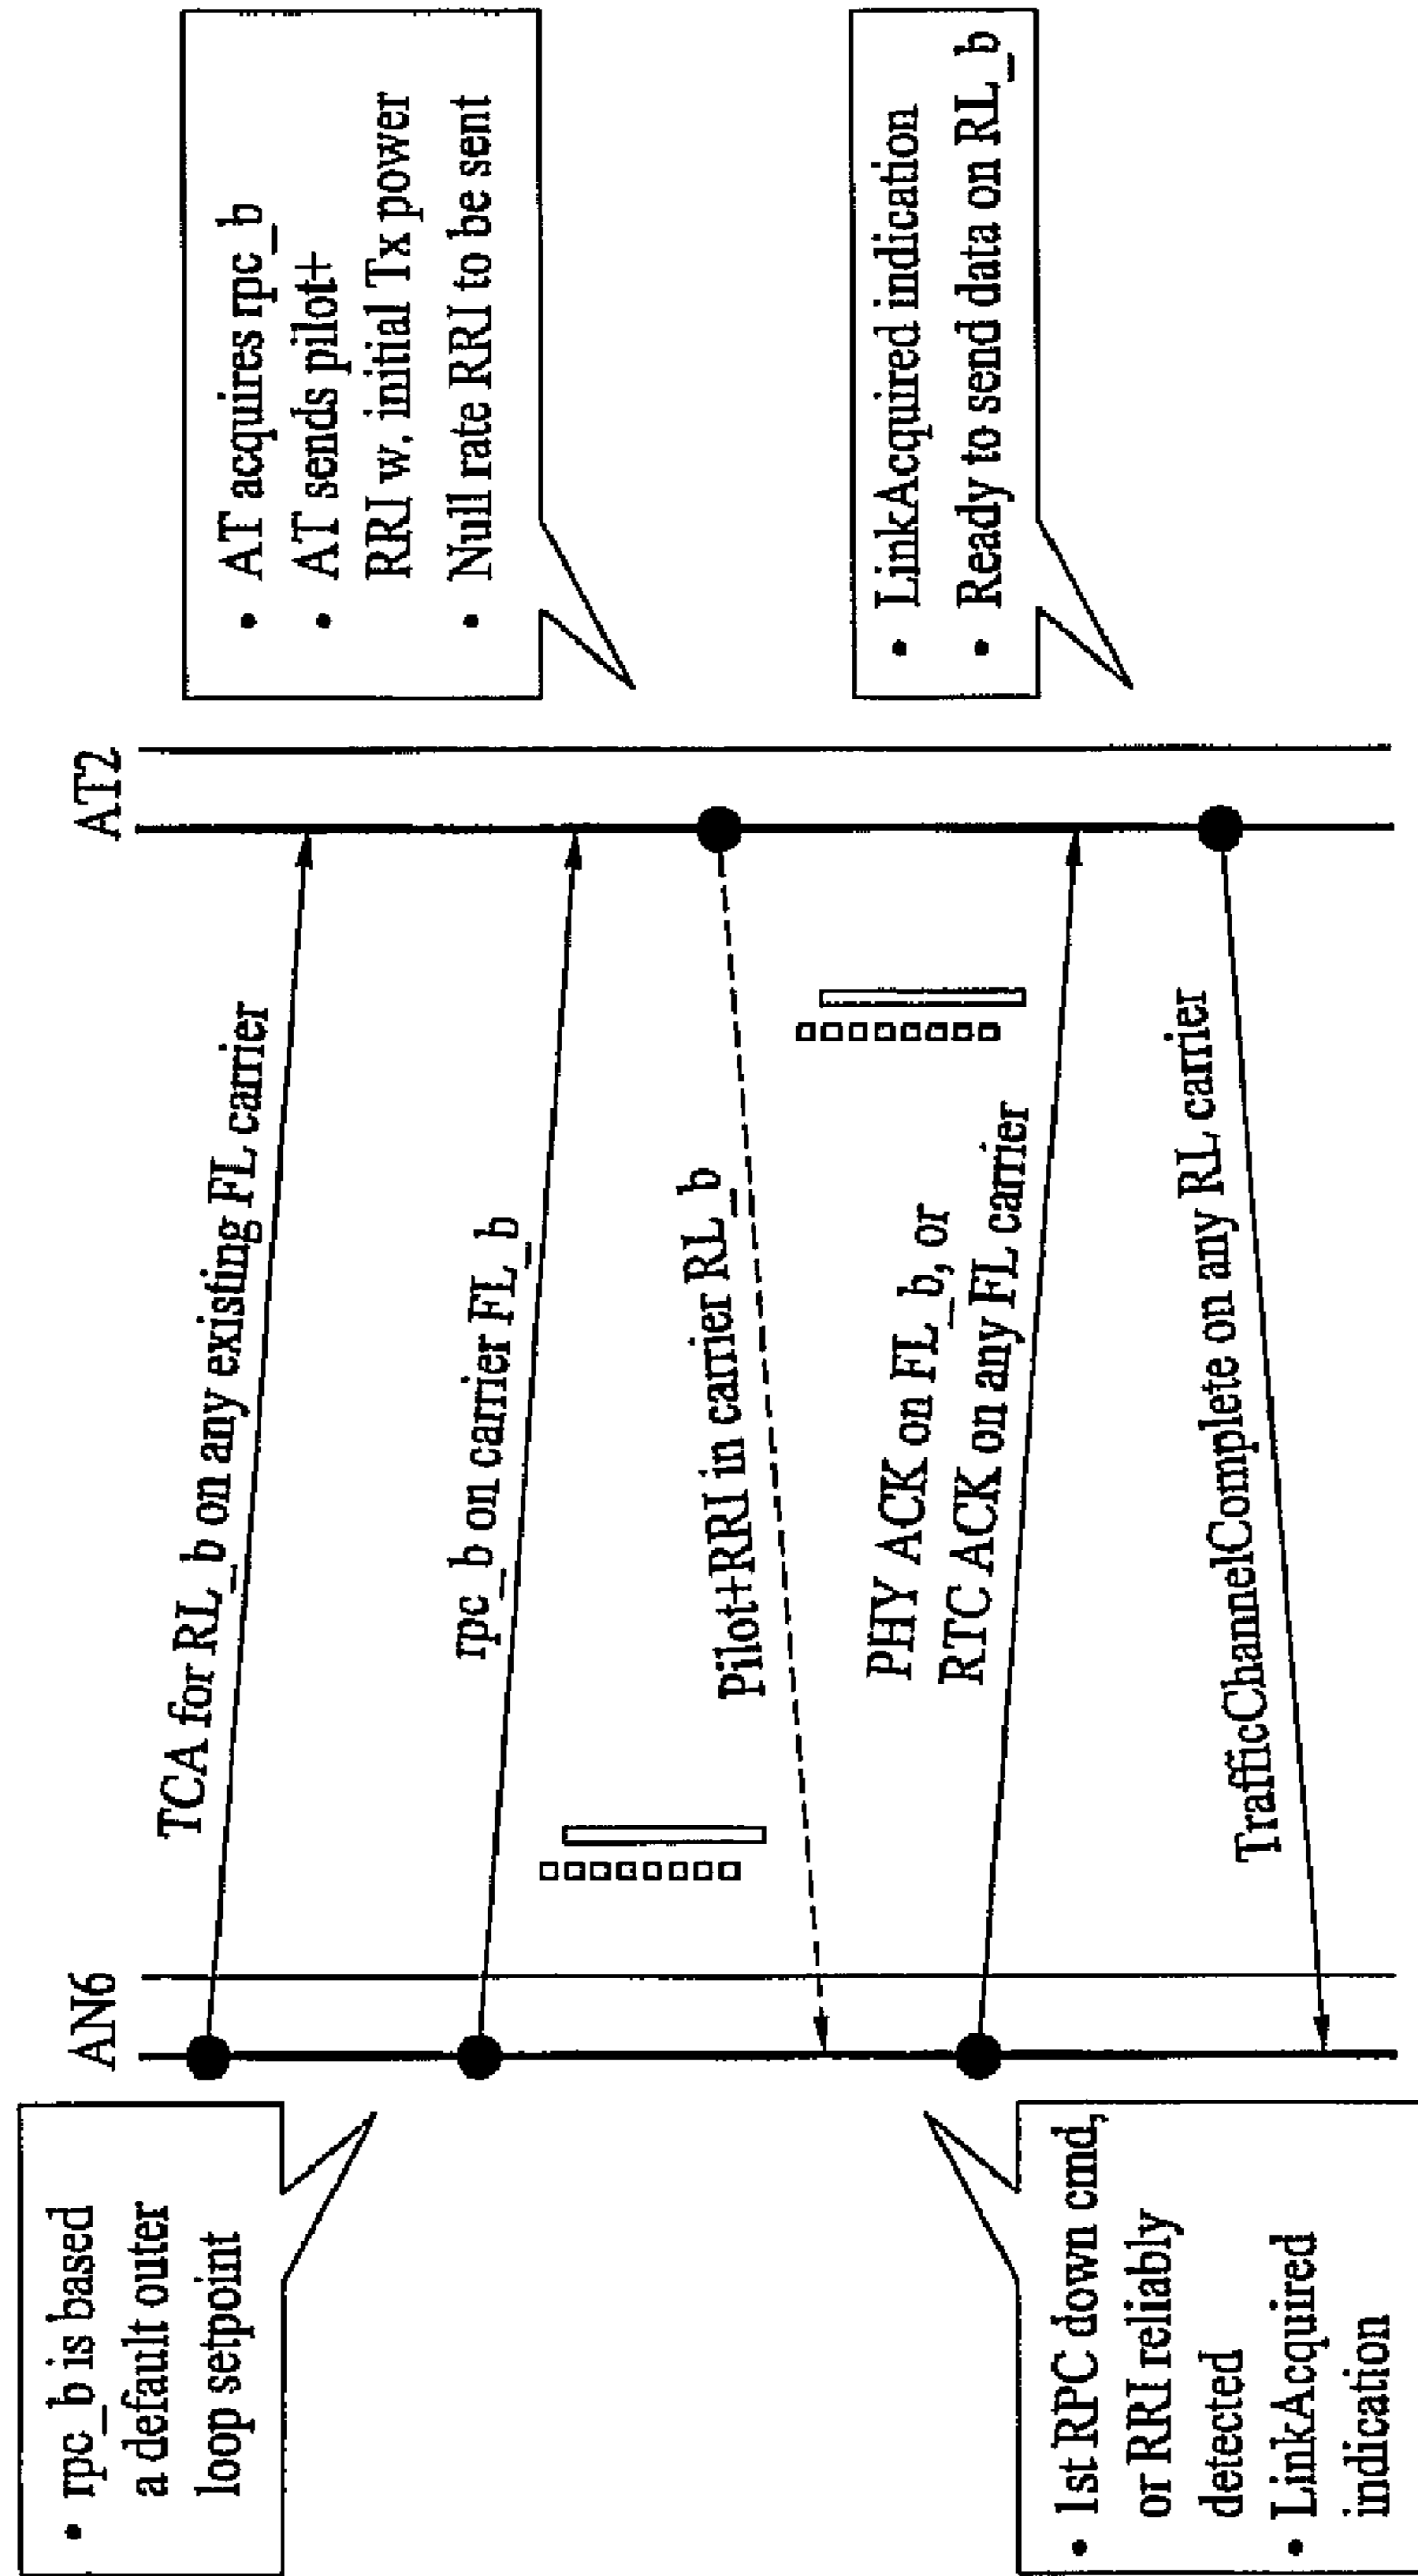 AN6
AT2
• rpc_b is based
a default outer
loop setpoint
TCA for RL_b on any existing FL carrier
• AT acquires rpc_b
• AT sends pilot+
RRI w. initial Tx power
• Null rate RRI to be sent
rpc_b on carrier FL_b
Pilot+RRI in carrier RL_b
• 1st RPC down cmd,
or RRI reliably
detected
• LinkAcquired
indication
PHY ACK on FL_b, or
RTC ACK on any FL carrier
• LinkAcquired indication
• Ready to send data on RL_b
TrafficChannelComplete on any RL carrier